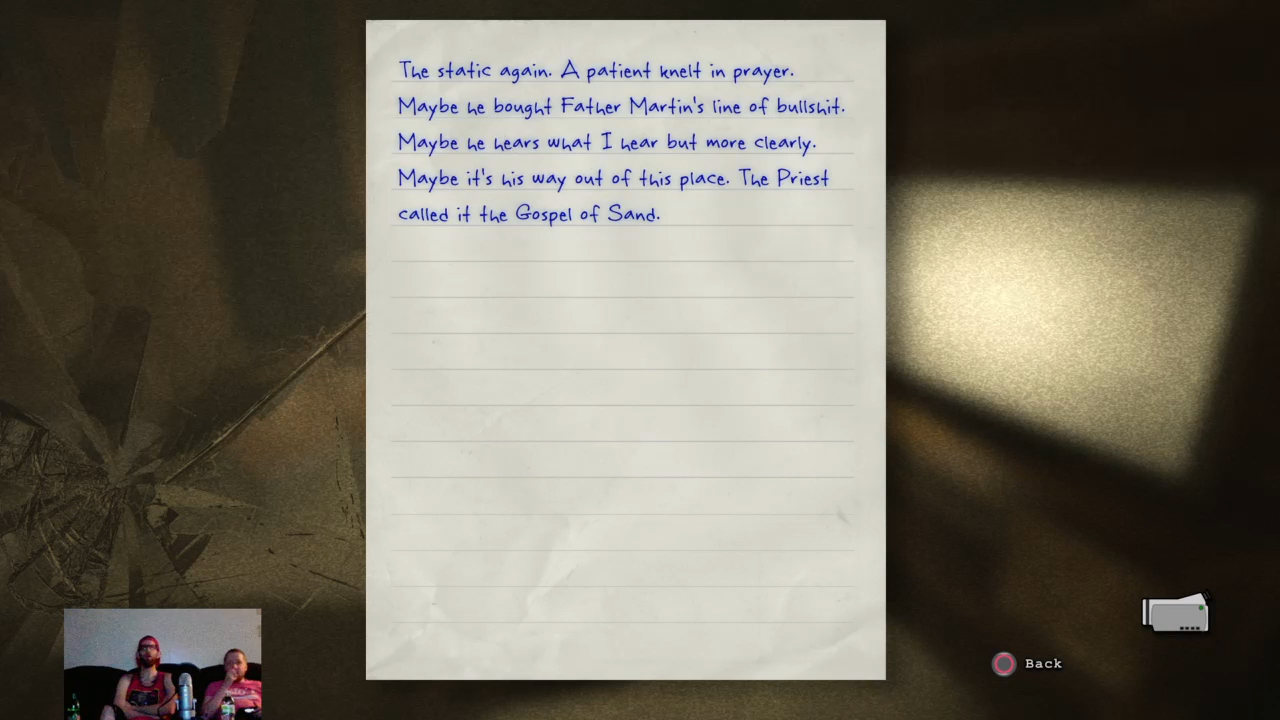 The static again. A patient knelt in prayer.
Maybe he bought Father Martin's line of bullshit.
Maybe he hears what I hear but more clearly.
Maybe it's his way out of this place. The Priest
called it the Gospel of Sand.
Back